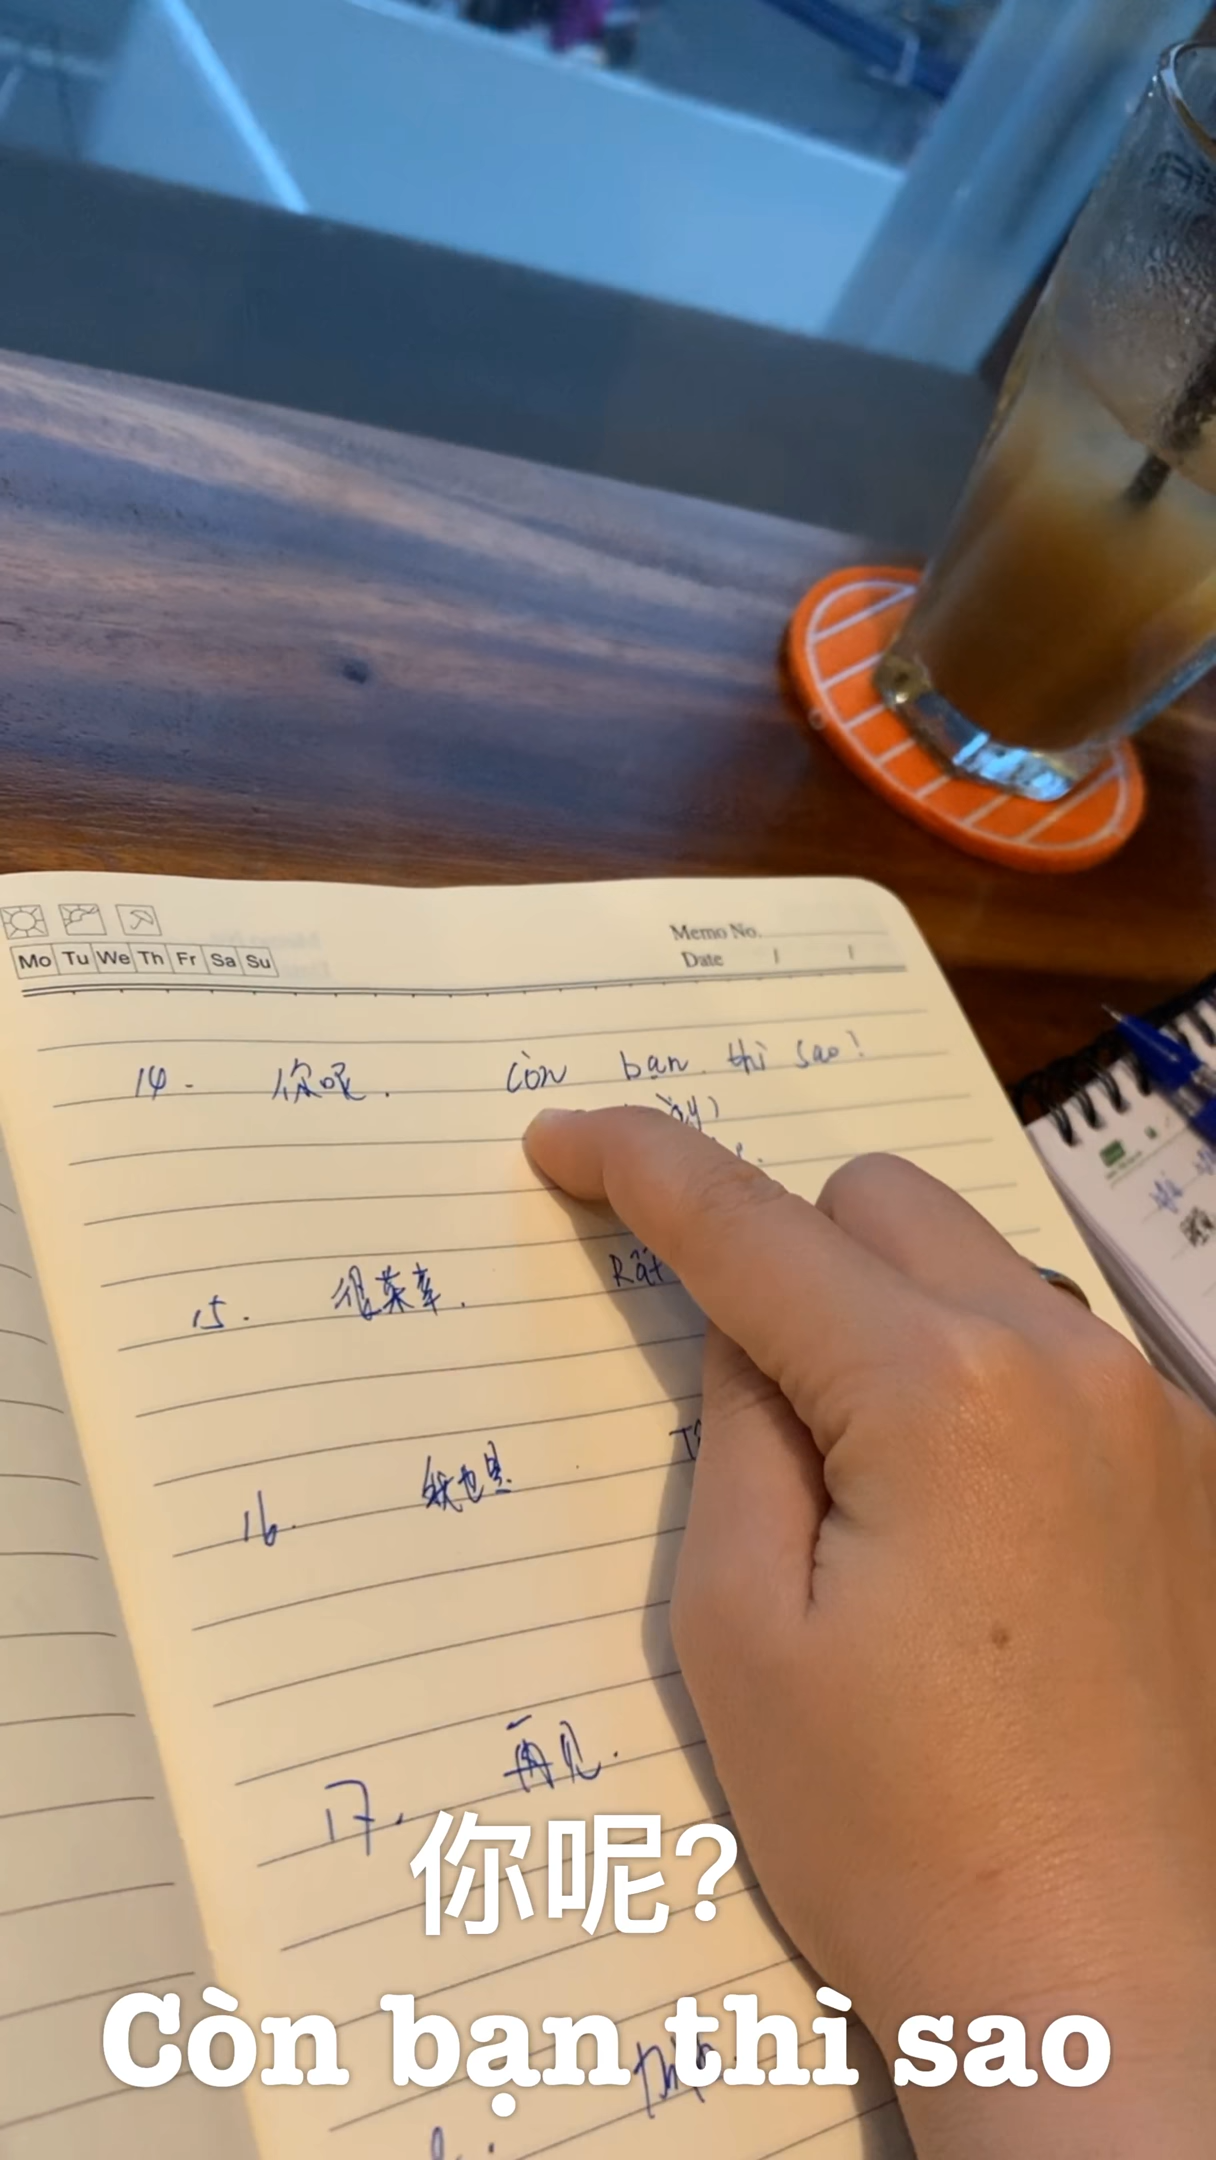 Mo Tu We Th Fr Sa Su
Memo No.
Date / /
14. 你呢. Còn bạn thì sao?
15. 很荣幸. Rất
16. 我也是.
17. 再见.
你呢？
Còn bạn thì sao